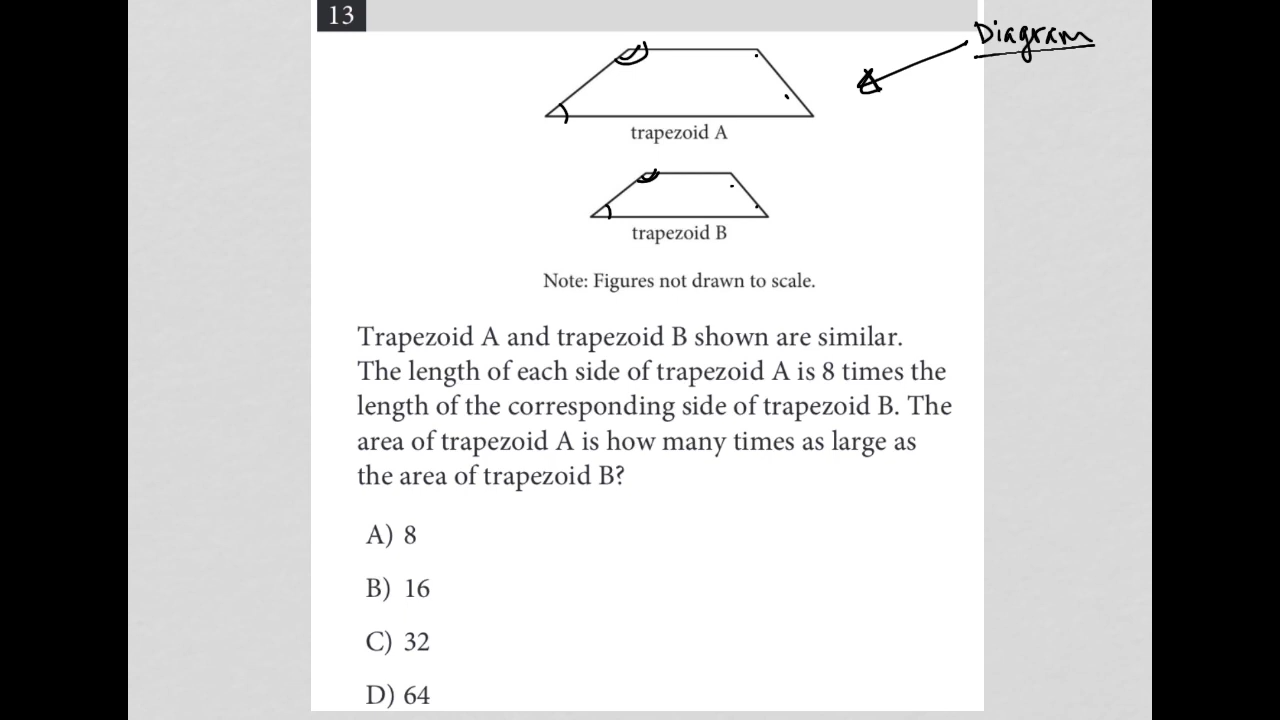 13
Diagram
trapezoid A
trapezoid B
Note: Figures not drawn to scale.
Trapezoid A and trapezoid B shown are similar.
The length of each side of trapezoid A is 8 times the
length of the corresponding side of trapezoid B. The
area of trapezoid A is how many times as large as
the area of trapezoid B?
A) 8
B) 16
C) 32
D) 64